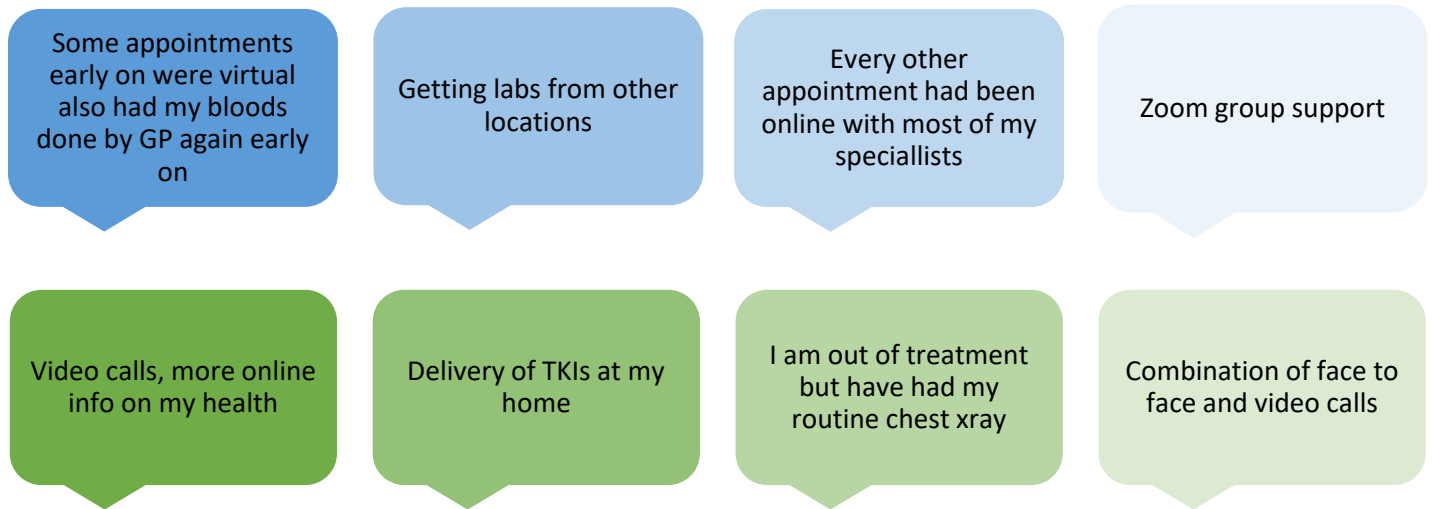 Some appointments
early on were virtual
also had my bloods
done by GP again early
on
Getting labs from other
locations
Every other
appointment had been
online with most of my
speciallists
Zoom group support
Video calls, more online
info on my health
Delivery of TKIs at my
home
I am out of treatment
but have had my
routine chest xray
Combination of face to
face and video calls